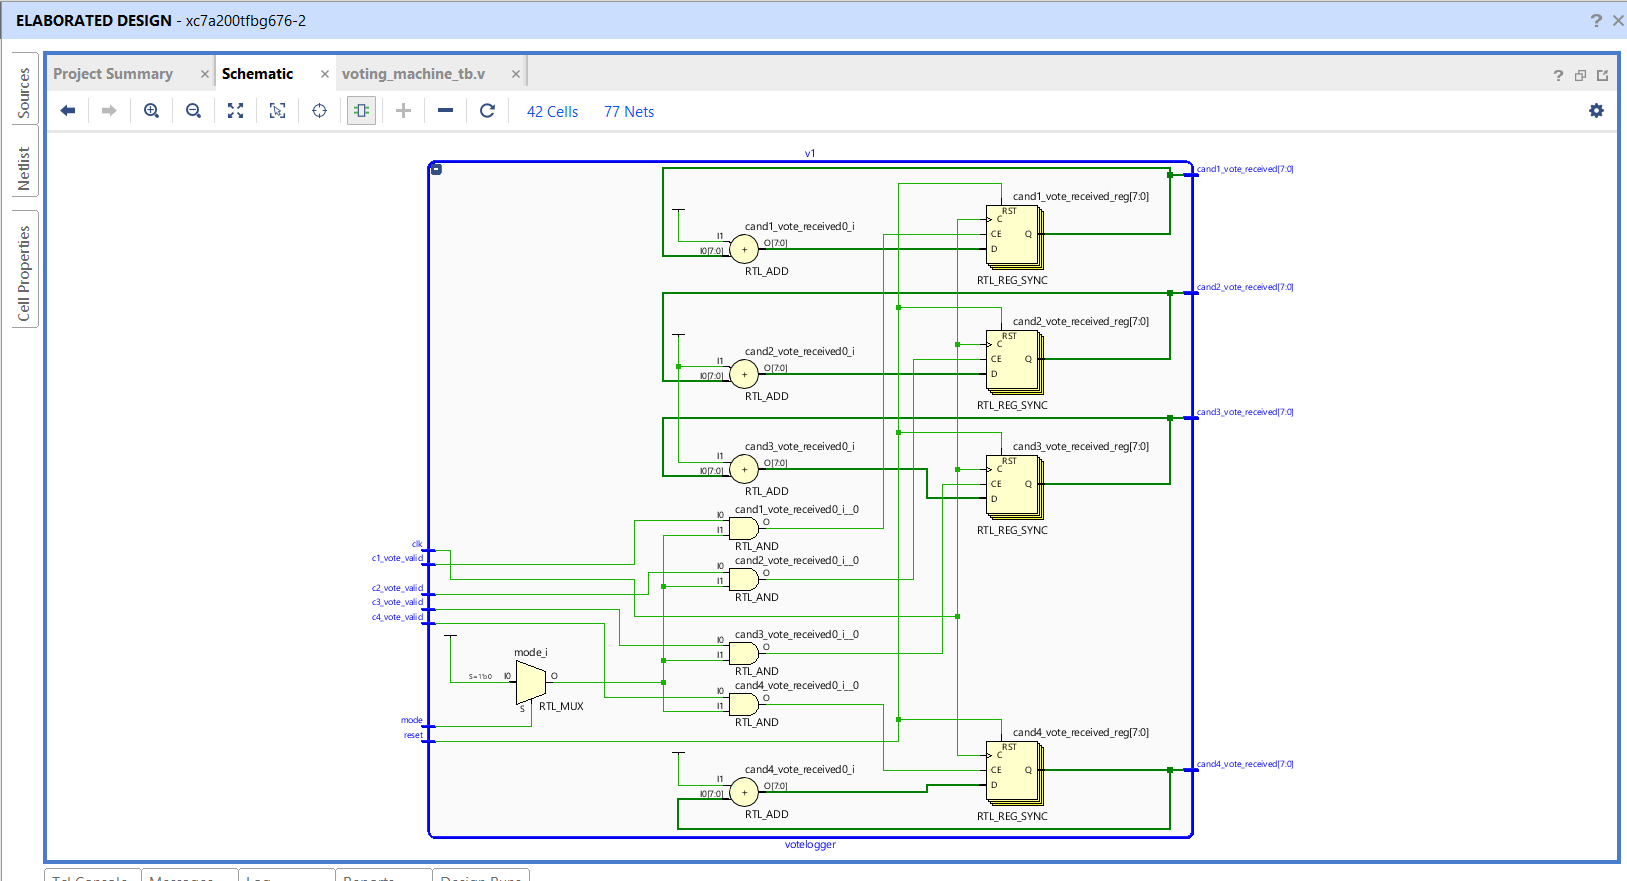 ELABORATED DESIGN - xc7a200tfbg676-2
? ×
Sources
Netlist
Cell Properties
Project Summary ×
Schematic ×
voting_machine_tb.v ×
?
42 Cells
77 Nets
v1
cand1_vote_received[7:0]
cand1_vote_received_reg[7:0]
RST
C
CE
D
Q
RTL_REG_SYNC
cand1_vote_received0_i
I1
I0[7:0]
+
O[7:0]
RTL_ADD
cand2_vote_received[7:0]
cand2_vote_received_reg[7:0]
RST
C
CE
D
Q
RTL_REG_SYNC
cand2_vote_received0_i
I1
I0[7:0]
+
O[7:0]
RTL_ADD
cand3_vote_received[7:0]
cand3_vote_received_reg[7:0]
RST
C
CE
D
Q
RTL_REG_SYNC
cand3_vote_received0_i
I1
I0[7:0]
+
O[7:0]
RTL_ADD
cand1_vote_received0_i__0
I0
I1
O
RTL_AND
cand2_vote_received0_i__0
I0
I1
O
RTL_AND
cand3_vote_received0_i__0
I0
I1
O
RTL_AND
cand4_vote_received0_i__0
I0
I1
O
RTL_AND
clk
c1_vote_valid
c2_vote_valid
c3_vote_valid
c4_vote_valid
mode_i
S=1'b0
I0
O
S
RTL_MUX
mode
reset
cand4_vote_received_reg[7:0]
RST
C
CE
D
Q
RTL_REG_SYNC
cand4_vote_received[7:0]
cand4_vote_received0_i
I1
I0[7:0]
+
O[7:0]
RTL_ADD
votelogger
Tcl Console
Messages
Log
Reports
Design Runs